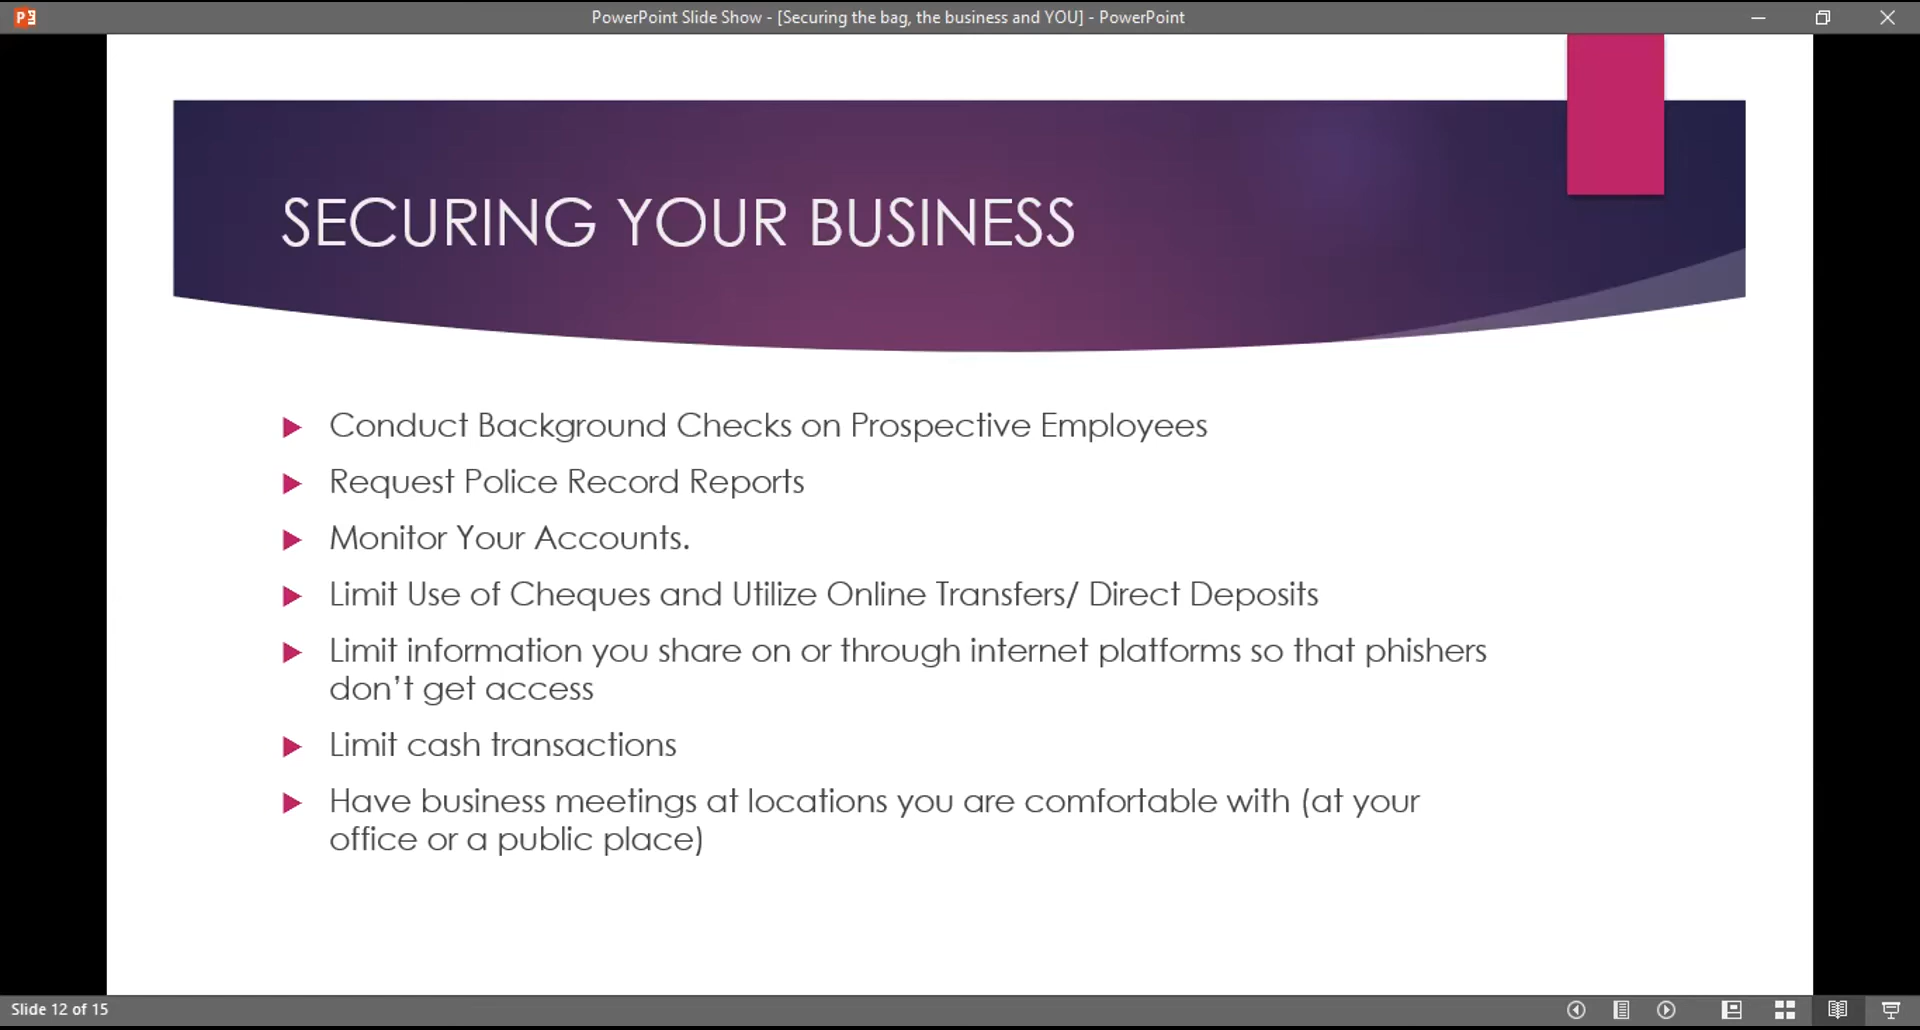 PowerPoint Slide Show - [Securing the bag, the business and YOU] - PowerPoint
SECURING YOUR BUSINESS
Conduct Background Checks on Prospective Employees
Request Police Record Reports
Monitor Your Accounts.
Limit Use of Cheques and Utilize Online Transfers/ Direct Deposits
Limit information you share on or through internet platforms so that phishers
don’t get access
Limit cash transactions
Have business meetings at locations you are comfortable with (at your
office or a public place)
Slide 12 of 15